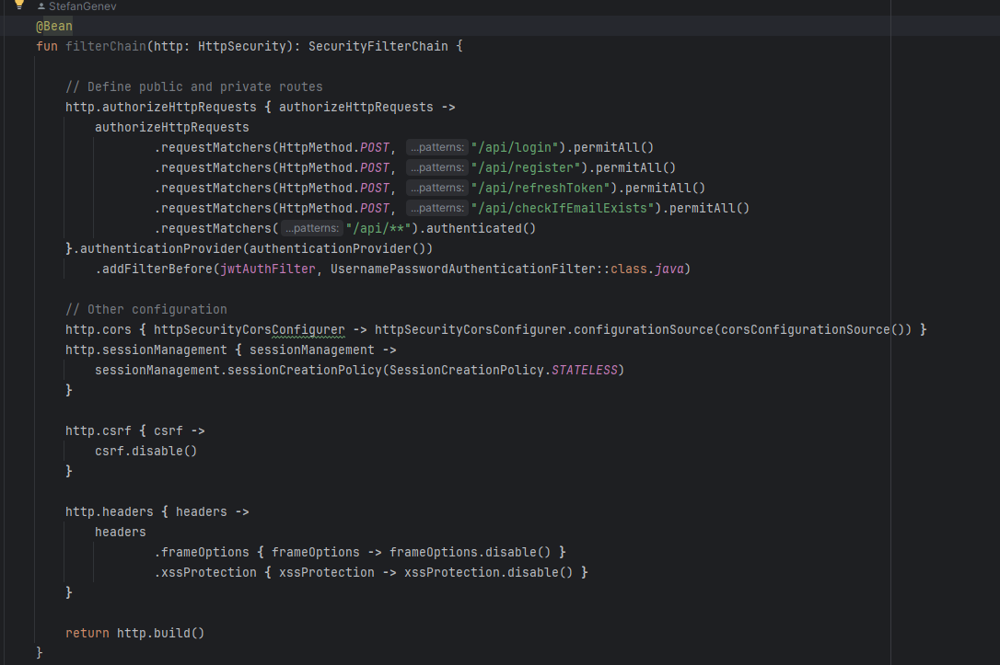 StefanGenev
@Bean
fun filterChain(http: HttpSecurity): SecurityFilterChain {
// Define public and private routes
http.authorizeHttpRequests { authorizeHttpRequests ->
authorizeHttpRequests
.requestMatchers(HttpMethod.POST, ...patterns: "/api/login").permitAll()
.requestMatchers(HttpMethod.POST, ...patterns: "/api/register").permitAll()
.requestMatchers(HttpMethod.POST, ...patterns: "/api/refreshToken").permitAll()
.requestMatchers(HttpMethod.POST, ...patterns: "/api/checkIfEmailExists").permitAll()
.requestMatchers( ...patterns: "/api/**").authenticated()
}.authenticationProvider(authenticationProvider())
.addFilterBefore(jwtAuthFilter, UsernamePasswordAuthenticationFilter::class.java)
// Other configuration
http.cors { httpSecurityCorsConfigurer -> httpSecurityCorsConfigurer.configurationSource(corsConfigurationSource()) }
http.sessionManagement { sessionManagement ->
sessionManagement.sessionCreationPolicy(SessionCreationPolicy.STATELESS)
}
http.csrf { csrf ->
csrf.disable()
}
http.headers { headers ->
headers
.frameOptions { frameOptions -> frameOptions.disable() }
.xssProtection { xssProtection -> xssProtection.disable() }
}
return http.build()
}